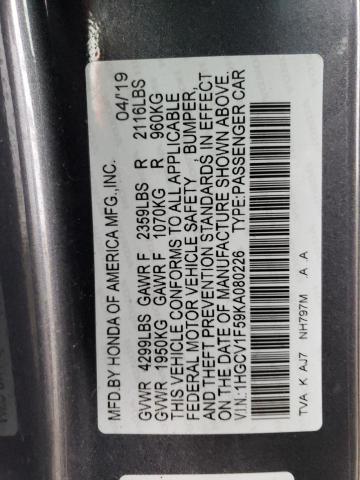 MFD.BY HONDA OF AMERICA MFG.,INC. 04/19
GVWR 4299LBS GAWR F 2359LBS R 2116LBS
GVWR 1950KG GAWR F 1070KG R 960KG
THIS VEHICLE CONFORMS TO ALL APPLICABLE
FEDERAL MOTOR VEHICLE SAFETY BUMPER,
AND THEFT PREVENTION STANDARDS IN EFFECT
ON THE DATE OF MANUFACTURE SHOWN ABOVE.
V.I.N.:1HGCV1F59KA080226 TYPE:PASSENGER CAR
TVA K AJ7 NH797M .A .A